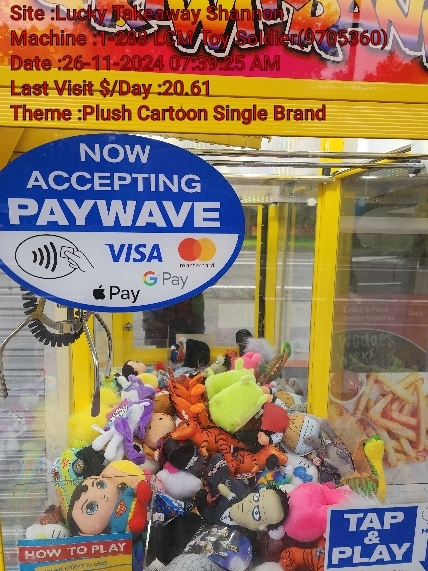 Site :Lucky Takeaway Shannon
Machine :1-288 LCM Toy Soldier(9795360)
Date :26-11-2024 07:39:25 AM
Last Visit $/Day :20.61
Theme :Plush Cartoon Single Brand
NOW
ACCEPTING
PAYWAVE
VISA
mastercard
G Pay
Pay
wedges
TAP
& PLAY
HOW TO PLAY